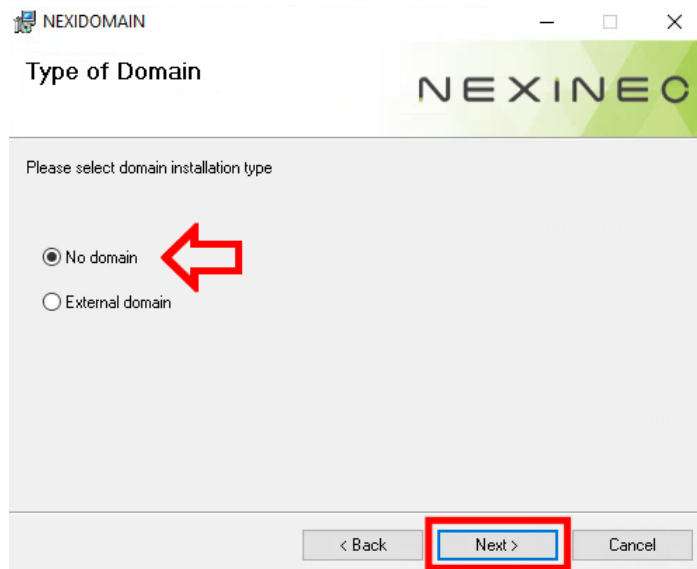 NEXIDOMAIN
Type of Domain
NEXINEC
Please select domain installation type
No domain
External domain
< Back
Next >
Cancel